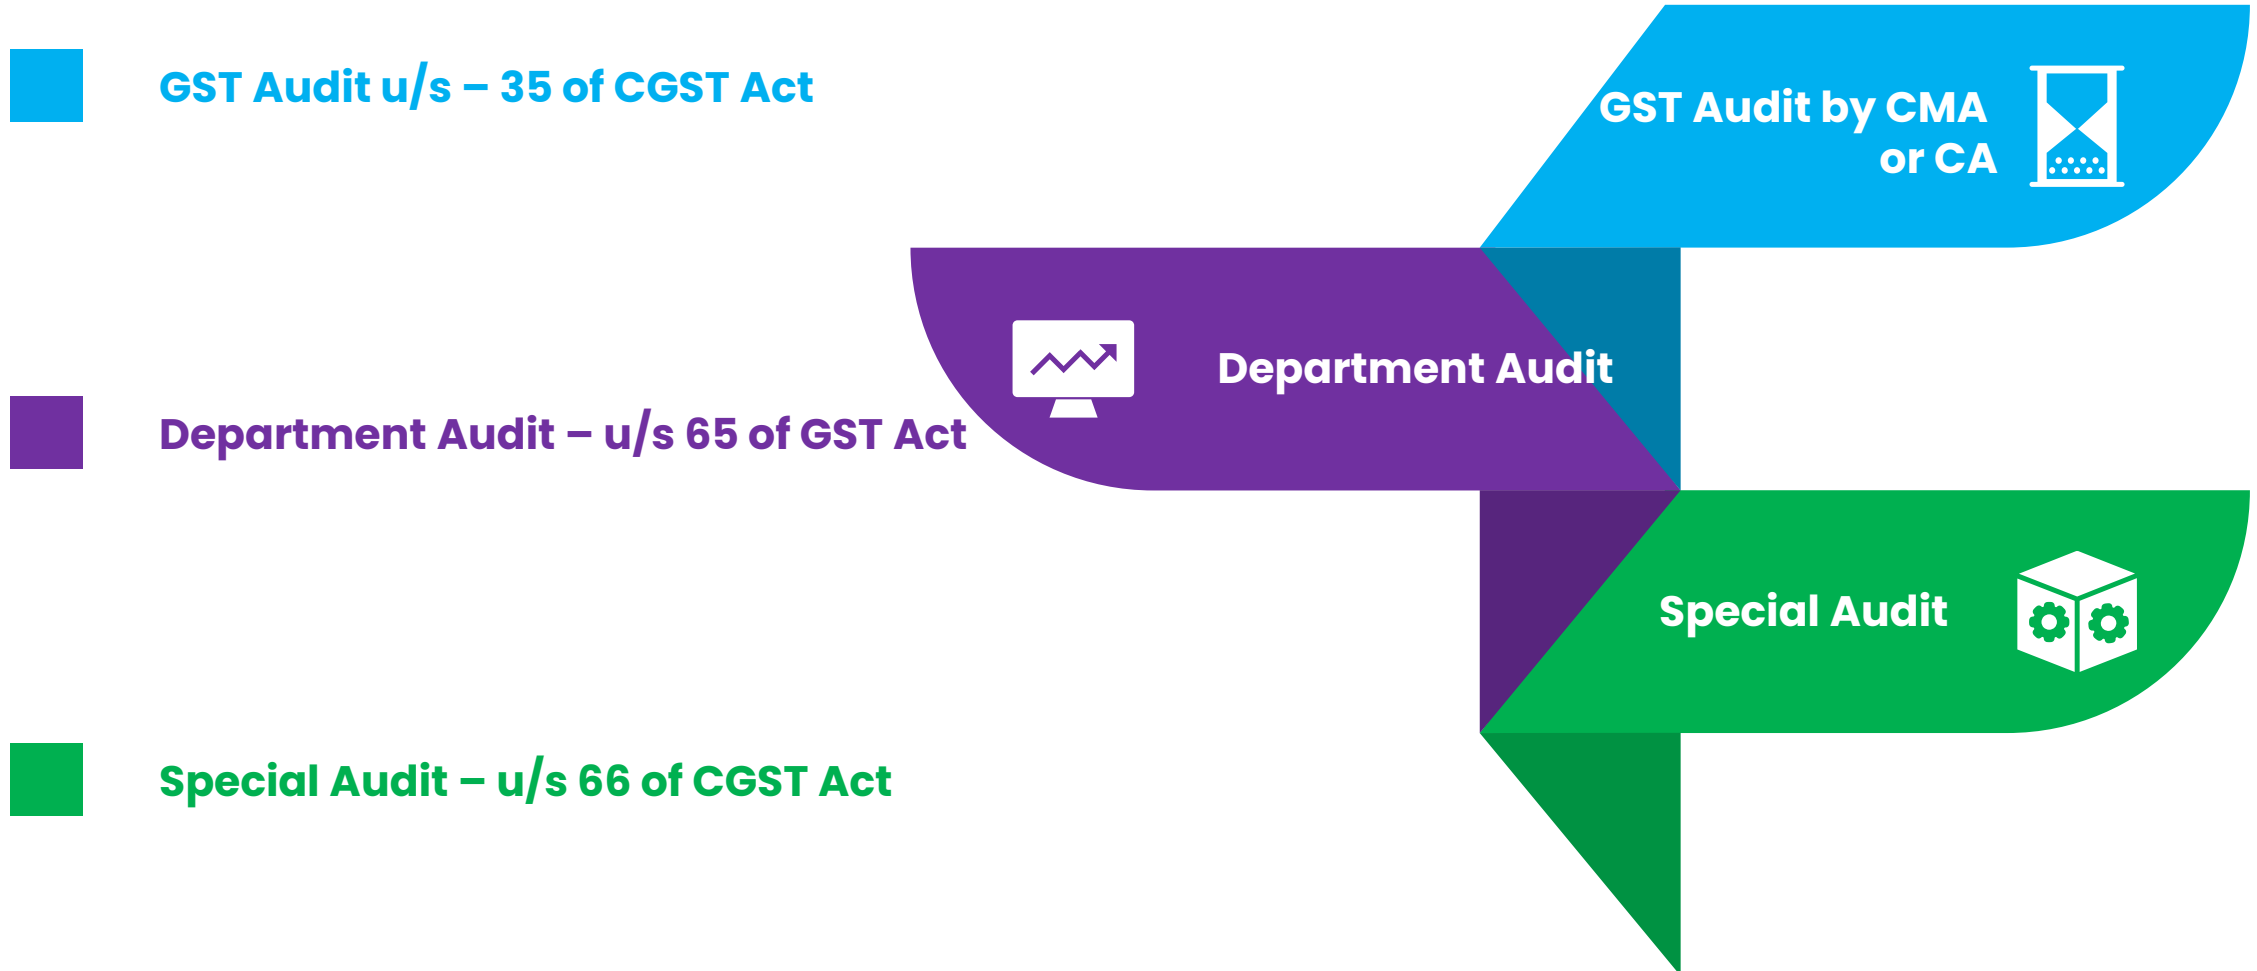 GST Audit u/s – 35 of CGST Act
GST Audit by CMA
or CA
Department Audit
Department Audit – u/s 65 of GST Act
Special Audit
Special Audit – u/s 66 of CGST Act